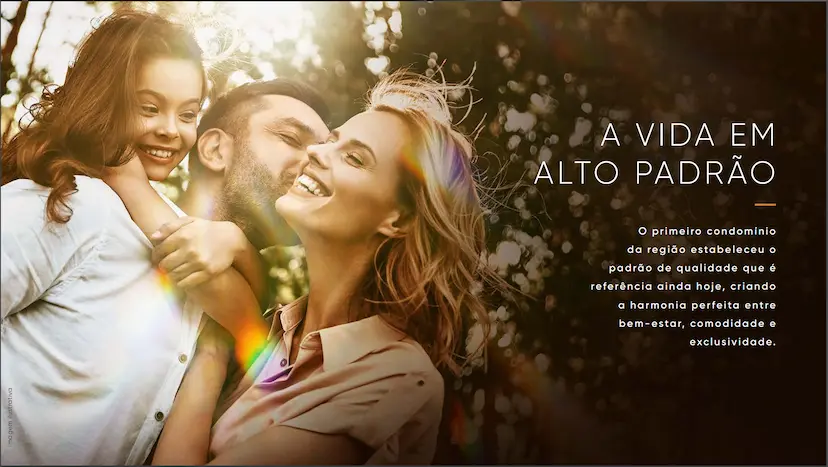 A VIDA EM
ALTO PADRÃO
O primeiro condomínio
da região estabeleceu o
padrão de qualidade que é
referência ainda hoje, criando
a harmonia perfeita entre
bem-estar, comodidade e
exclusividade.
imagem ilustrativa